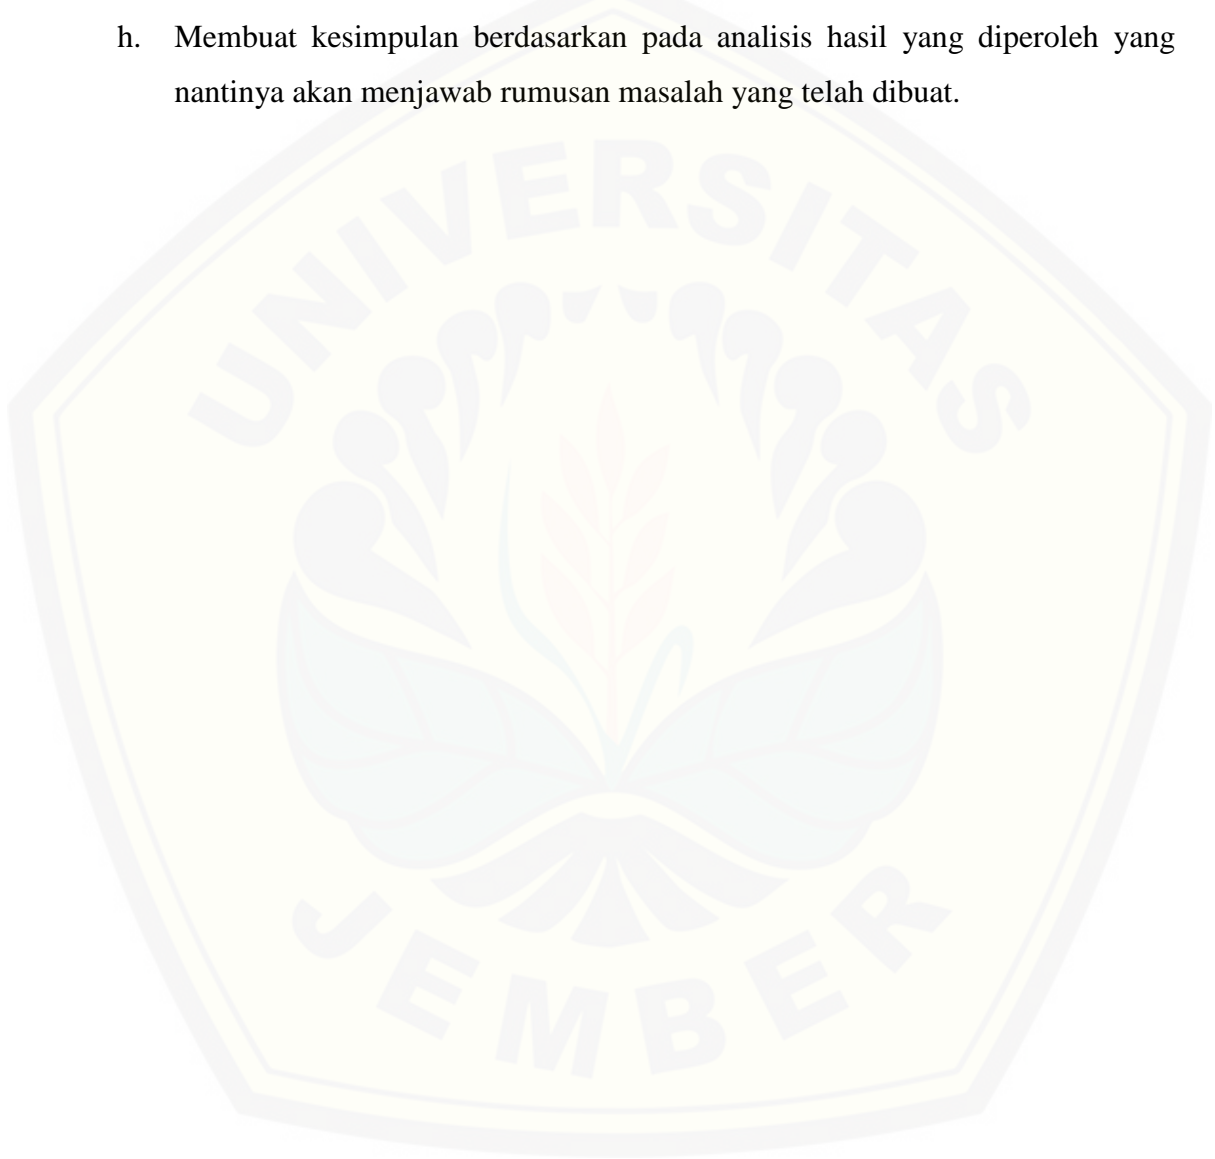 h. Membuat kesimpulan berdasarkan pada analisis hasil yang diperoleh yang
nantinya akan menjawab rumusan masalah yang telah dibuat.
UNIVERSITAS
JEMBER